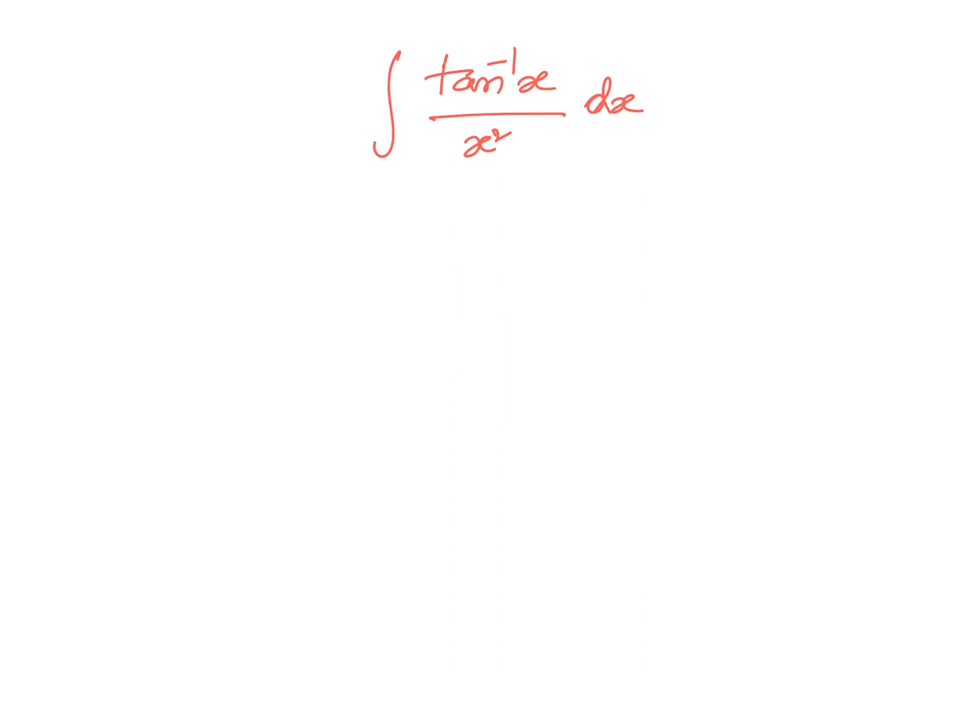 ∫ tan⁻¹x / x² dx